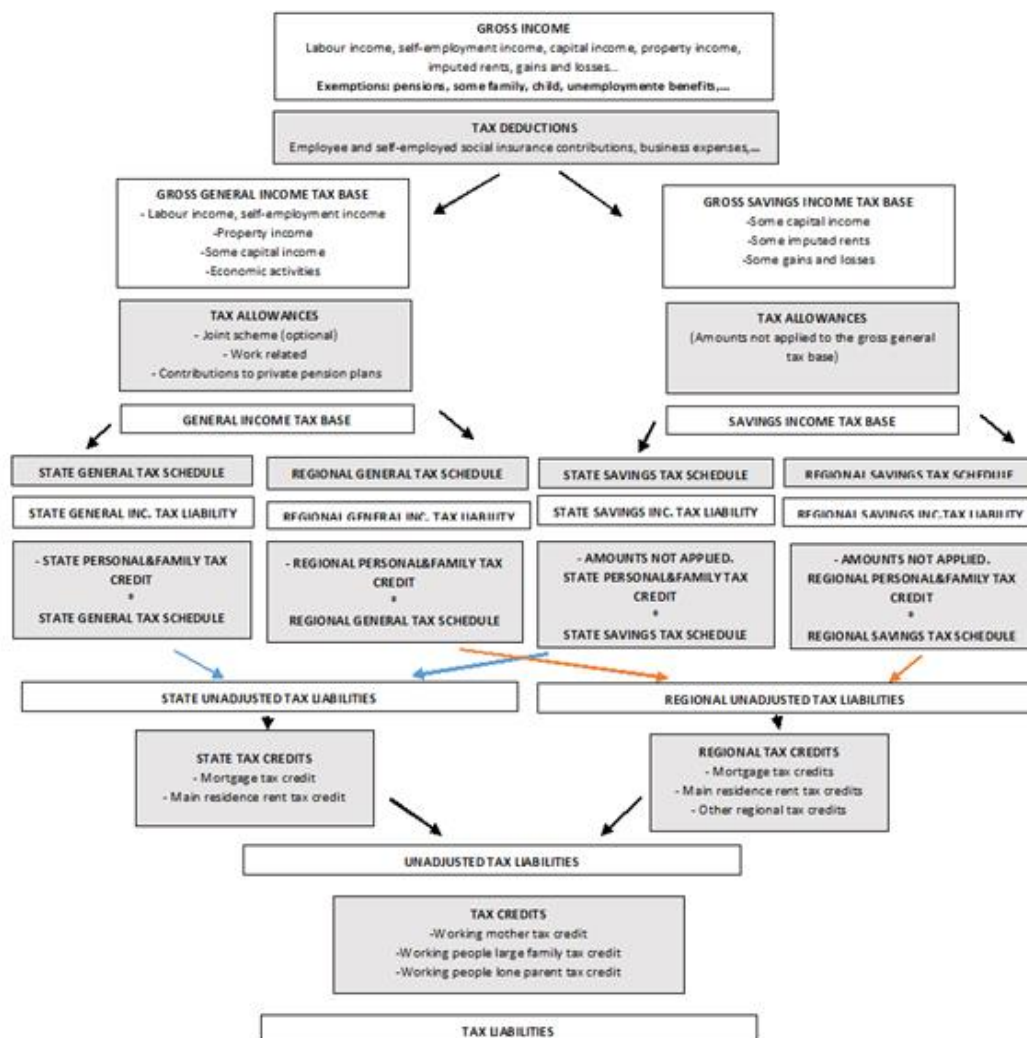 GROSS INCOME
Labour income, self-employment income, capital income, property income,
imputed rents, gains and losses...
Exemptions: pensions, some family, child, unemploymente benefits,...
TAX DEDUCTIONS
Employee and self-employed social insurance contributions, business expenses,...
GROSS GENERAL INCOME TAX BASE
- Labour income, self-employment income
-Property income
-Some capital income
-Economic activities
GROSS SAVINGS INCOME TAX BASE
-Some capital income
-Some imputed rents
-Some gains and losses
TAX ALLOWANCES
- Joint scheme (optional)
- Work related
- Contributions to private pension plans
TAX ALLOWANCES
(Amounts not applied to the gross general
tax base)
GENERAL INCOME TAX BASE
SAVINGS INCOME TAX BASE
STATE GENERAL TAX SCHEDULE
REGIONAL GENERAL TAX SCHEDULE
STATE SAVINGS TAX SCHEDULE
REGIONAL SAVINGS TAX SCHEDULE
STATE GENERAL INC. TAX LIABILITY
REGIONAL GENERAL INC. TAX LIABILITY
STATE SAVINGS INC. TAX LIABILITY
REGIONAL SAVINGS INC.TAX LIABILITY
- STATE PERSONAL&FAMILY TAX
CREDIT
*
STATE GENERAL TAX SCHEDULE
- REGIONAL PERSONAL&FAMILY TAX
CREDIT
*
REGIONAL GENERAL TAX SCHEDULE
- AMOUNTS NOT APPLIED.
STATE PERSONAL&FAMILY TAX
CREDIT
*
STATE SAVINGS TAX SCHEDULE
- AMOUNTS NOT APPLIED.
REGIONAL PERSONAL&FAMILY TAX
CREDIT
*
REGIONAL SAVINGS TAX SCHEDULE
STATE UNADJUSTED TAX LIABILITIES
REGIONAL UNADJUSTED TAX LIABILITIES
STATE TAX CREDITS
- Mortgage tax credit
- Main residence rent tax credit
REGIONAL TAX CREDITS
- Mortgage tax credits
- Main residence rent tax credits
- Other regional tax credits
UNADJUSTED TAX LIABILITIES
TAX CREDITS
-Working mother tax credit
-Working people large family tax credit
-Working people lone parent tax credit
TAX LIABILITIES